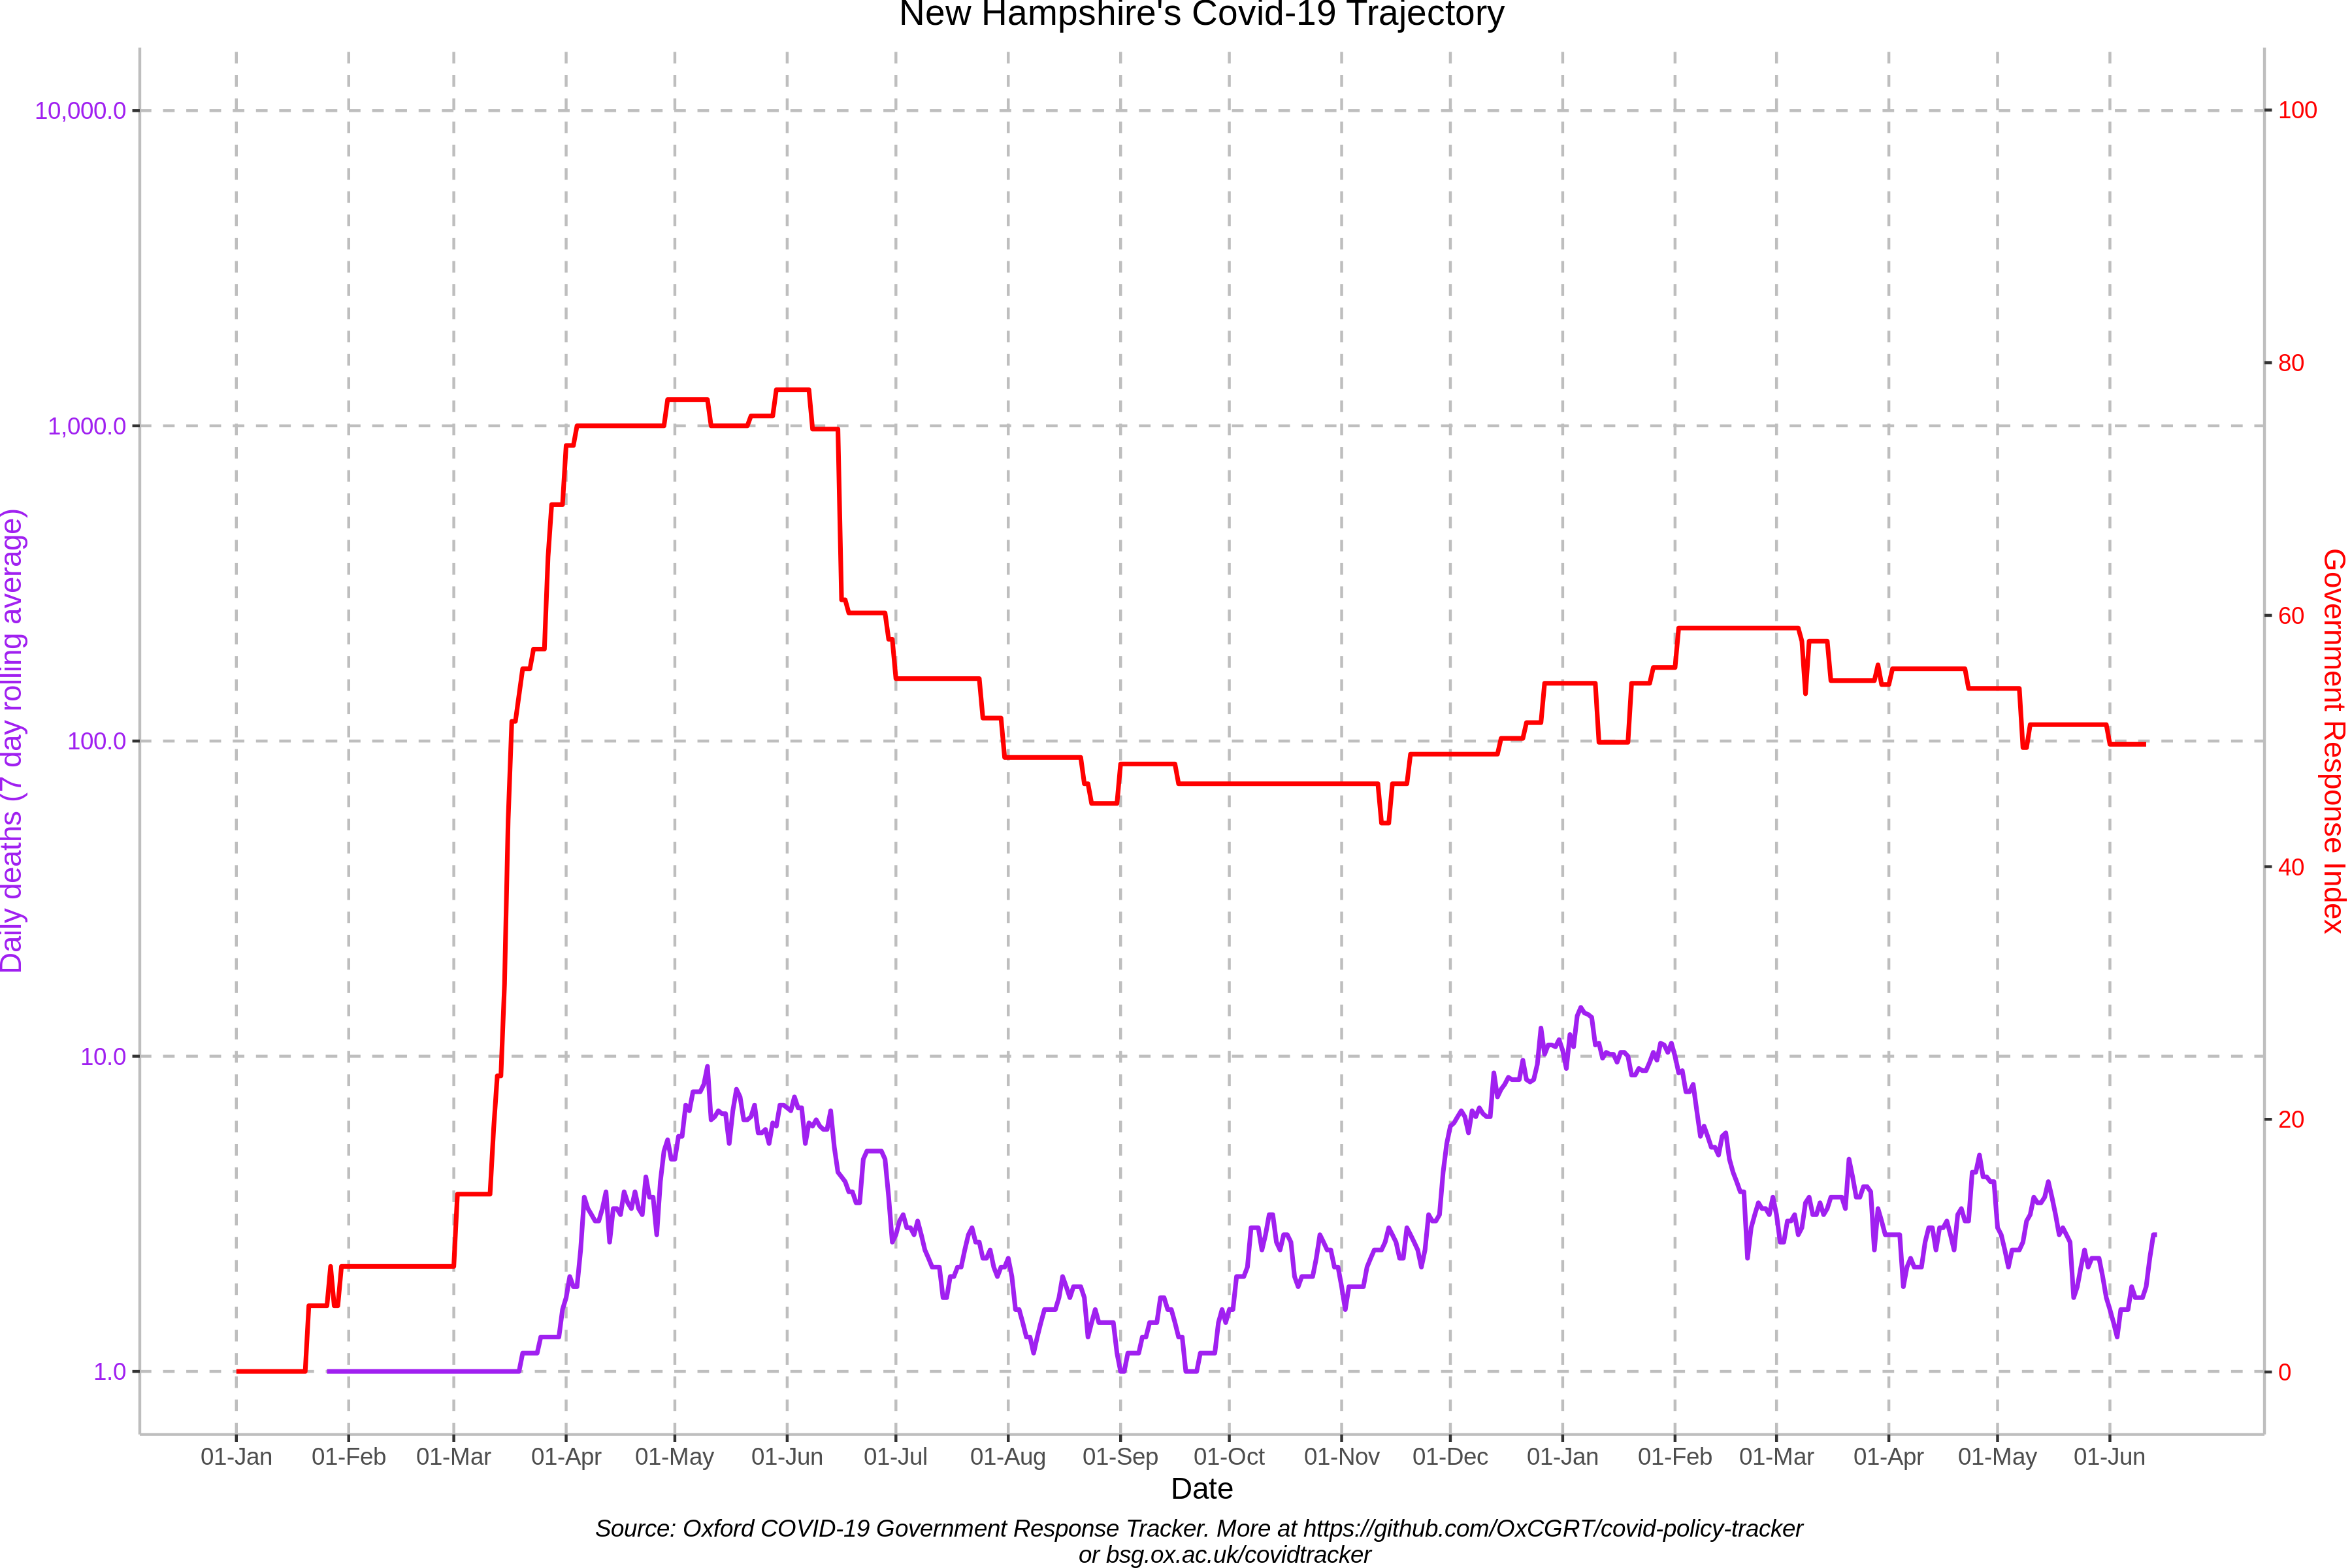 New Hampshire's Covid-19 Trajectory
Daily deaths (7 day rolling average)
10,000.0
1,000.0
100.0
10.0
1.0
100
80
60
40
20
0
Government Response Index
01-Jan 01-Feb 01-Mar 01-Apr 01-May 01-Jun 01-Jul 01-Aug 01-Sep 01-Oct 01-Nov 01-Dec 01-Jan 01-Feb 01-Mar 01-Apr 01-May 01-Jun
Date
Source: Oxford COVID-19 Government Response Tracker. More at https://github.com/OxCGRT/covid-policy-tracker
or bsg.ox.ac.uk/covidtracker